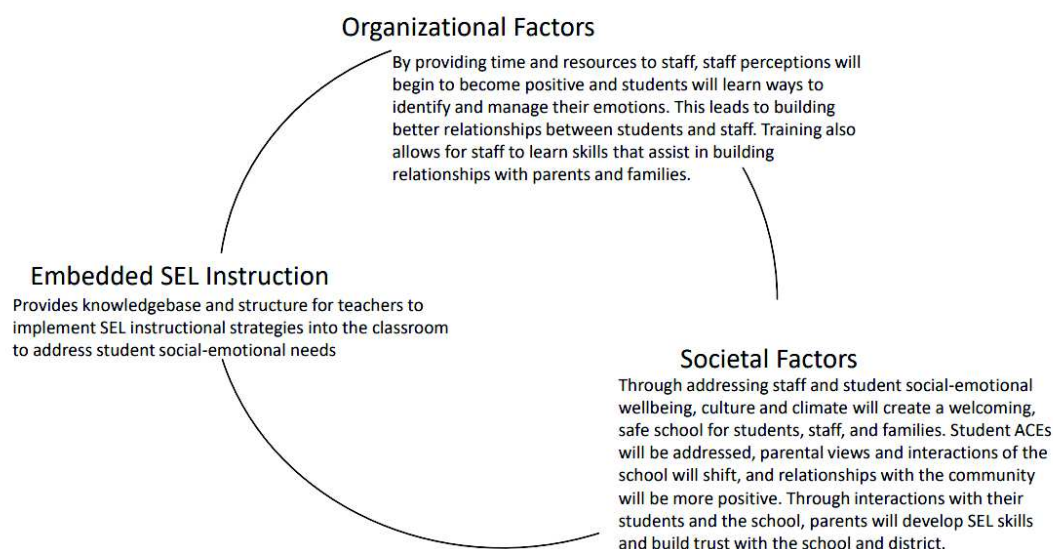 Organizational Factors
By providing time and resources to staff, staff perceptions will
begin to become positive and students will learn ways to
identify and manage their emotions. This leads to building
better relationships between students and staff. Training also
allows for staff to learn skills that assist in building
relationships with parents and families.
Embedded SEL Instruction
Provides knowledgebase and structure for teachers to
implement SEL instructional strategies into the classroom
to address student social-emotional needs
Societal Factors
Through addressing staff and student social-emotional
wellbeing, culture and climate will create a welcoming,
safe school for students, staff, and families. Student ACEs
will be addressed, parental views and interactions of the
school will shift, and relationships with the community
will be more positive. Through interactions with their
students and the school, parents will develop SEL skills
and build trust with the school and district.